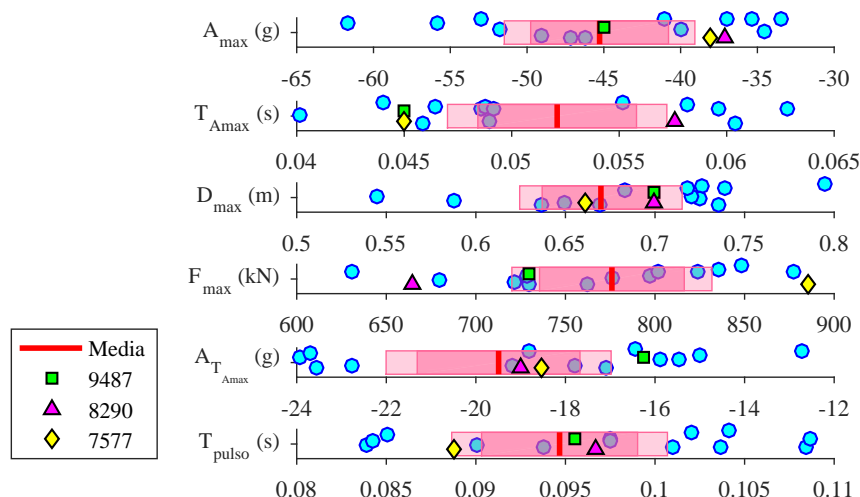 A_max (g)
-65 -60 -55 -50 -45 -40 -35 -30
T_Amax (s)
0.04 0.045 0.05 0.055 0.06 0.065
D_max (m)
0.5 0.55 0.6 0.65 0.7 0.75 0.8
F_max (kN)
600 650 700 750 800 850 900
A_T_Amax (g)
-24 -20 -18 -16 -14 -12
T_pulso (s)
0.08 0.085 0.09 0.095 0.1 0.105 0.11
Media
9487
8290
7577